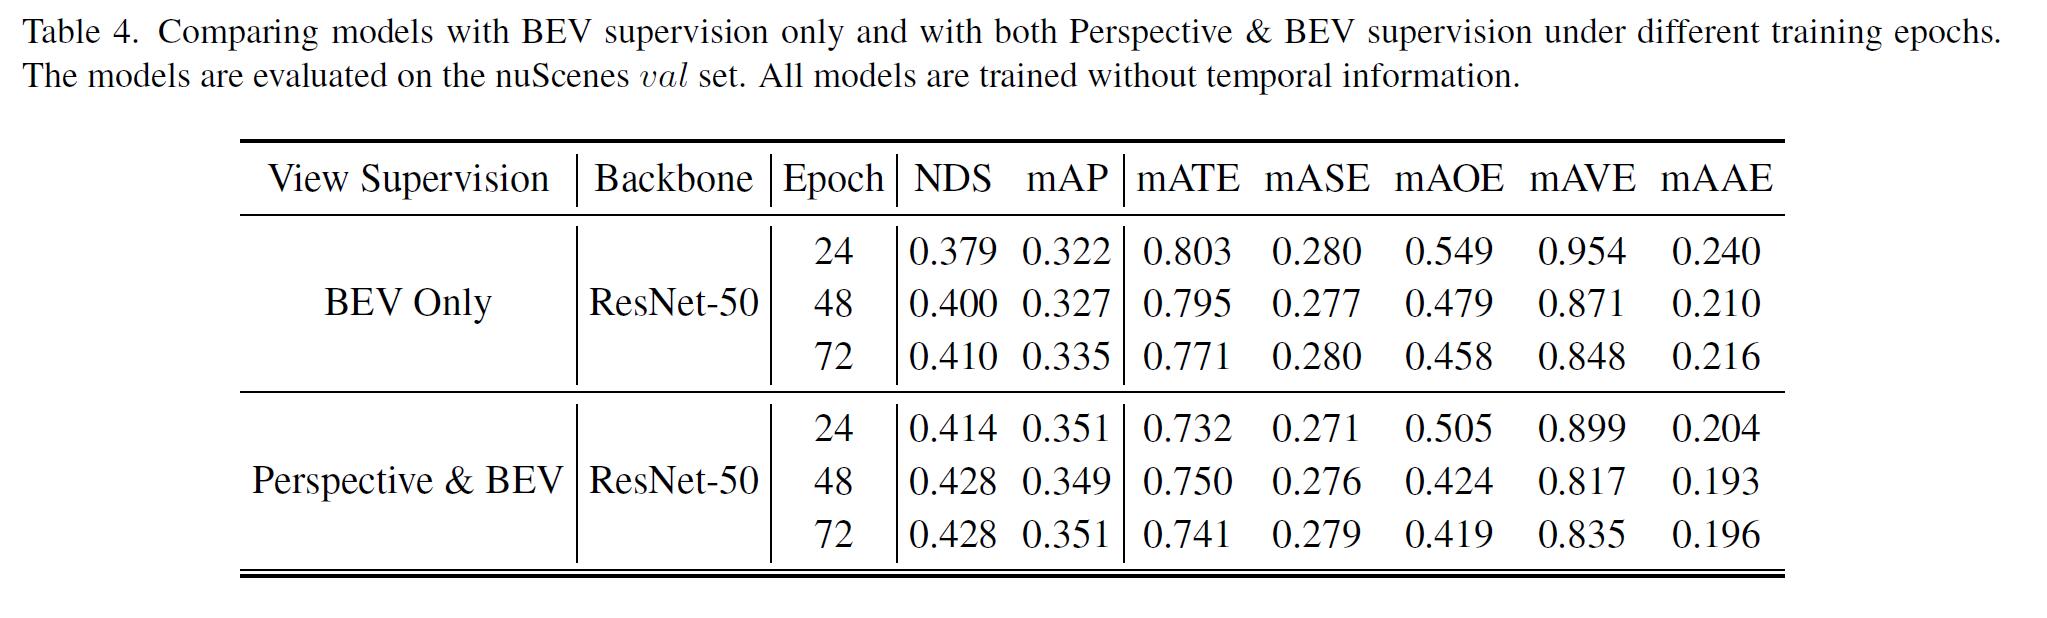 Table 4. Comparing models with BEV supervision only and with both Perspective & BEV supervision under different training epochs.
The models are evaluated on the nuScenes val set. All models are trained without temporal information.
View Supervision Backbone Epoch NDS mAP mATE mASE mAOE mAVE mAAE
24 0.379 0.322 0.803 0.280 0.549 0.954 0.240
BEV Only ResNet-50 48 0.400 0.327 0.795 0.277 0.479 0.871 0.210
72 0.410 0.335 0.771 0.280 0.458 0.848 0.216
24 0.414 0.351 0.732 0.271 0.505 0.899 0.204
Perspective & BEV ResNet-50 48 0.428 0.349 0.750 0.276 0.424 0.817 0.193
72 0.428 0.351 0.741 0.279 0.419 0.835 0.196